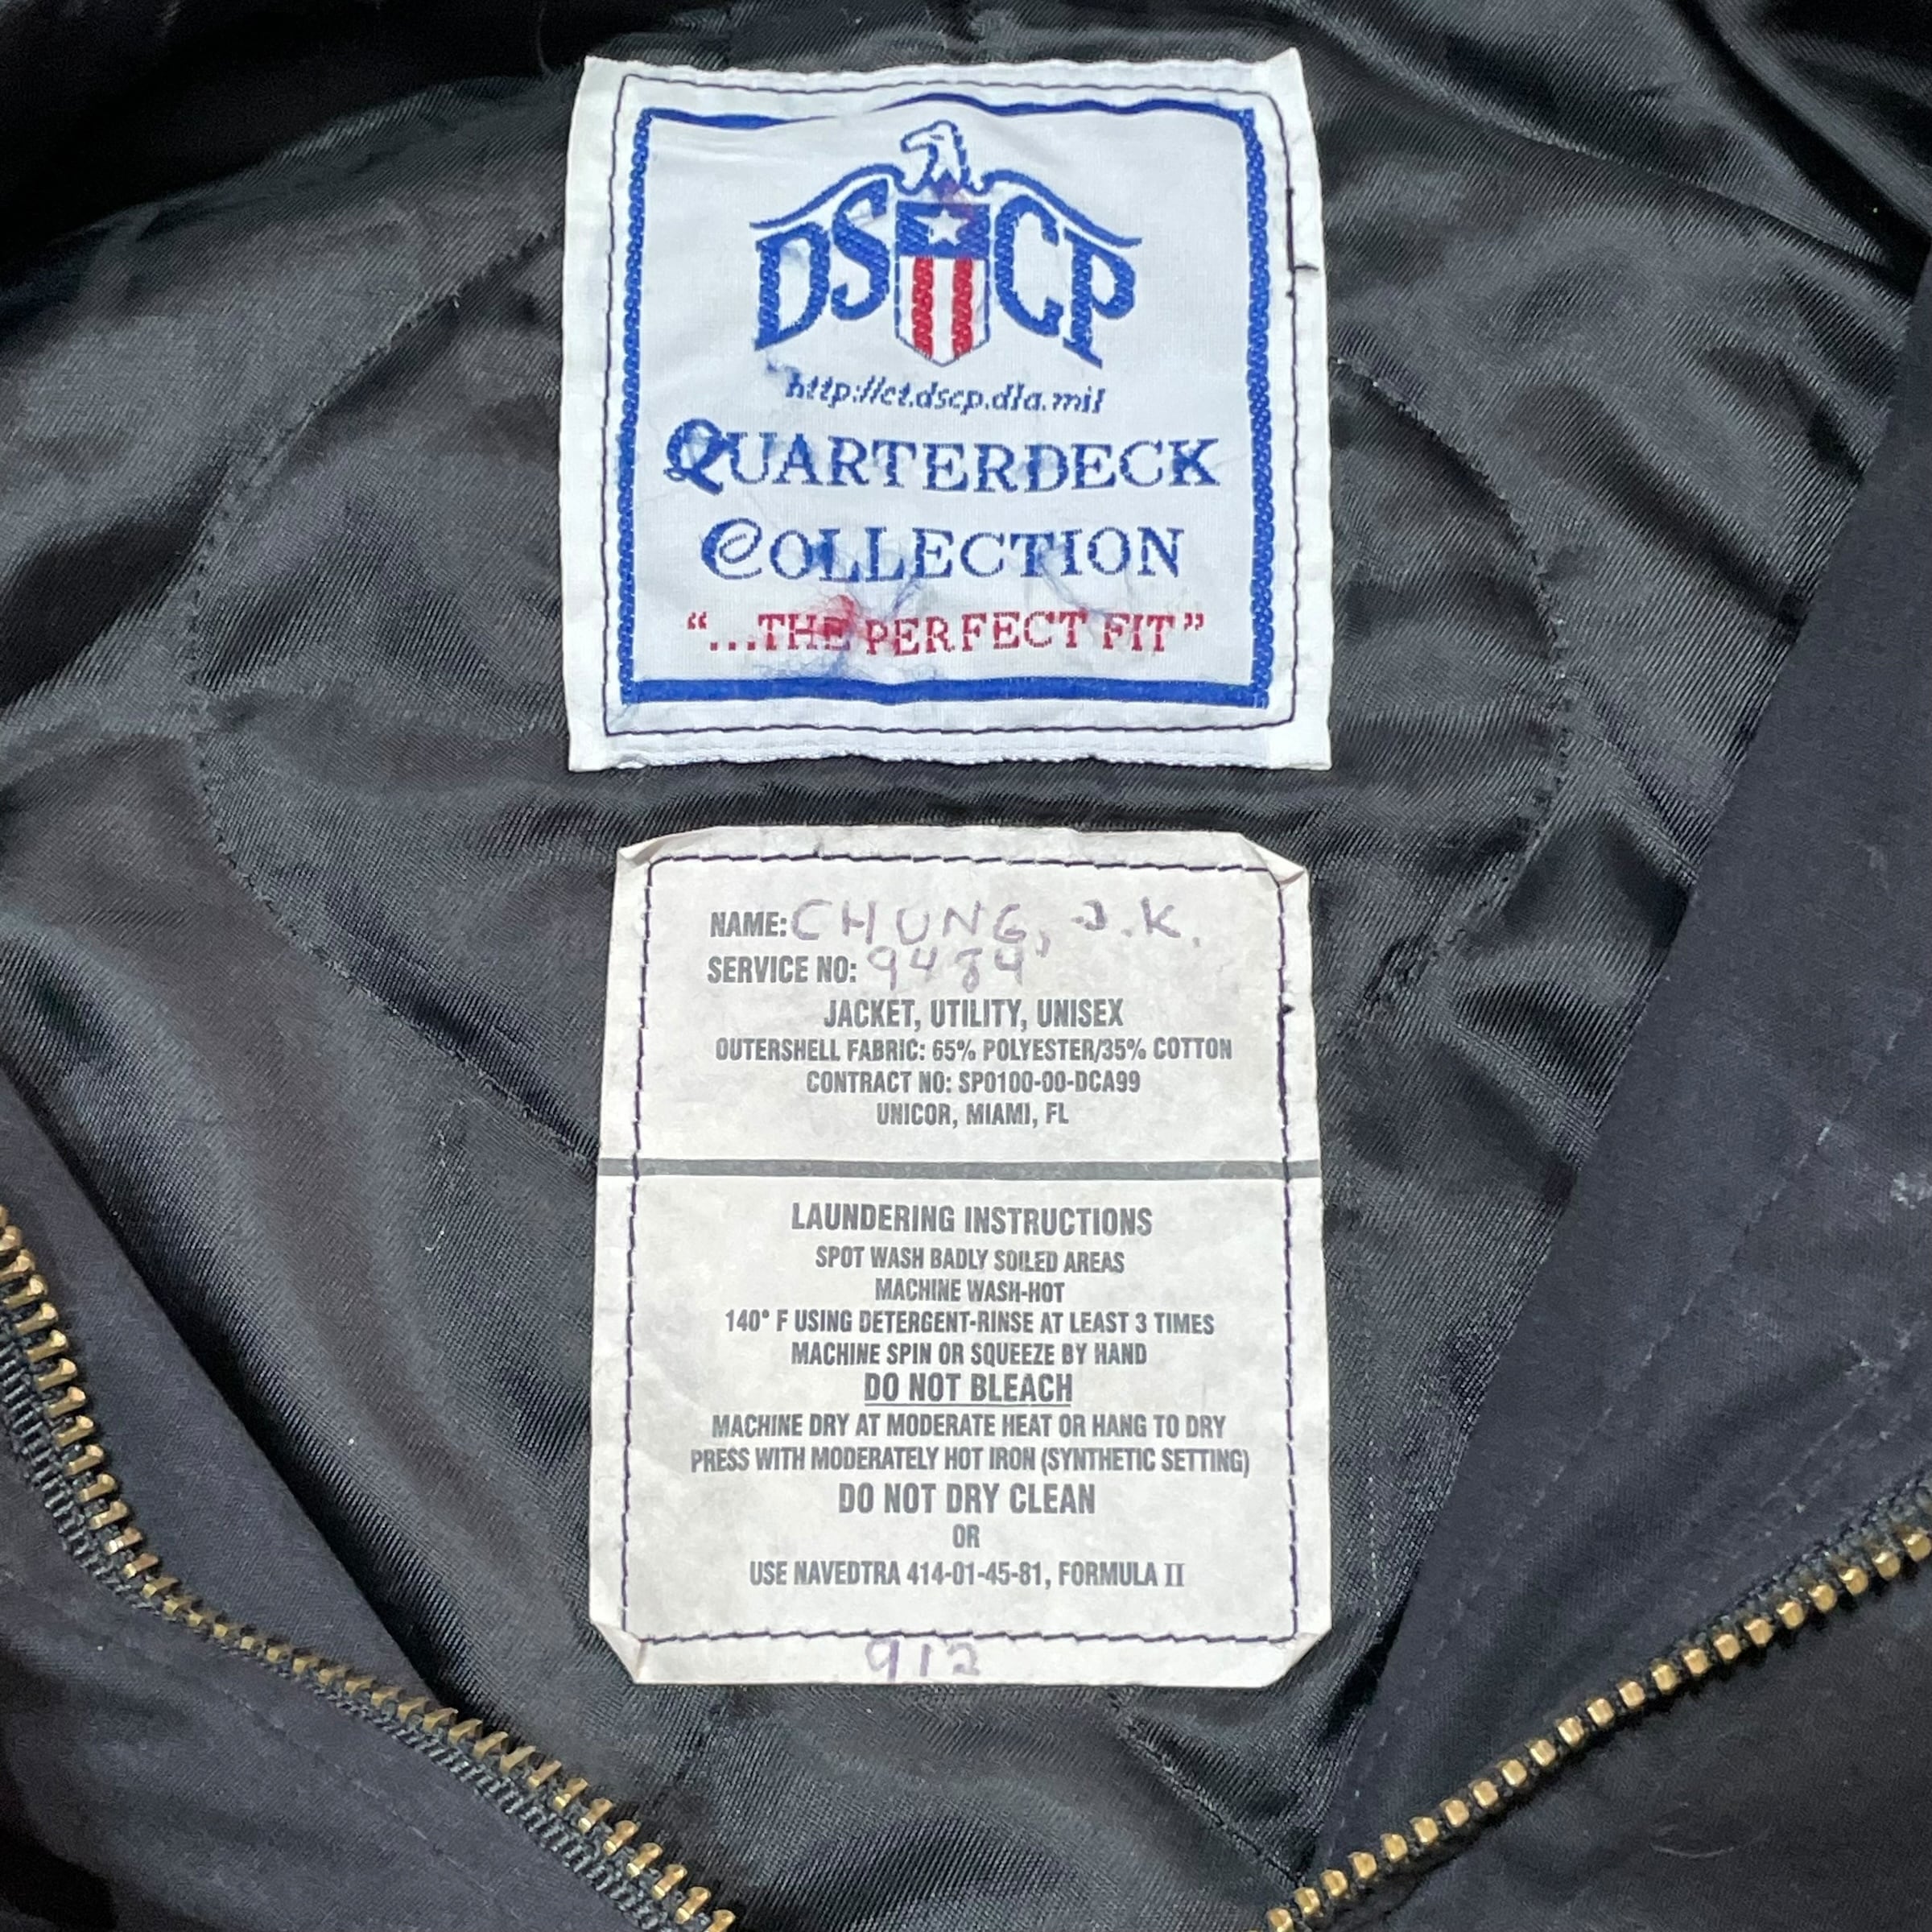 DSCP
http://ct.dscp.dla.mil
QUARTERDECK
COLLECTION
“...THE PERFECT FIT”
NAME: CHUNG, J.K.
SERVICE NO: 9484
JACKET, UTILITY, UNISEX
OUTERSHELL FABRIC: 65% POLYESTER/35% COTTON
CONTRACT NO: SP0100-00-DCA99
UNICOR, MIAMI, FL
LAUNDERING INSTRUCTIONS
SPOT WASH BADLY SOILED AREAS
MACHINE WASH-HOT
140° F USING DETERGENT-RINSE AT LEAST 3 TIMES
MACHINE SPIN OR SQUEEZE BY HAND
DO NOT BLEACH
MACHINE DRY AT MODERATE HEAT OR HANG TO DRY
PRESS WITH MODERATELY HOT IRON (SYNTHETIC SETTING)
DO NOT DRY CLEAN
OR
USE NAVEDTRA 414-01-45-81, FORMULA II
912